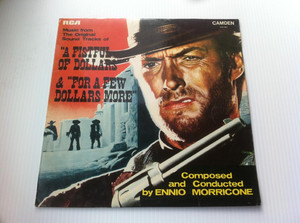 RCA
CAMDEN
Music from
The Original
Sound Tracks of
"A FISTFUL
OF DOLLARS
& "FOR A FEW
DOLLARS MORE"
Composed
and Conducted
by ENNIO MORRICONE